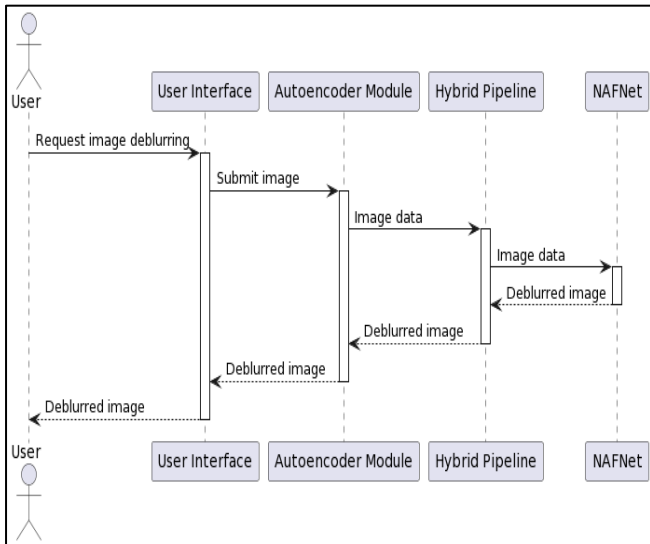 User
User Interface
Autoencoder Module
Hybrid Pipeline
NAFNet
Request image deblurring
Submit image
Image data
Image data
Deblurred image
Deblurred image
Deblurred image
Deblurred image
User
User Interface
Autoencoder Module
Hybrid Pipeline
NAFNet